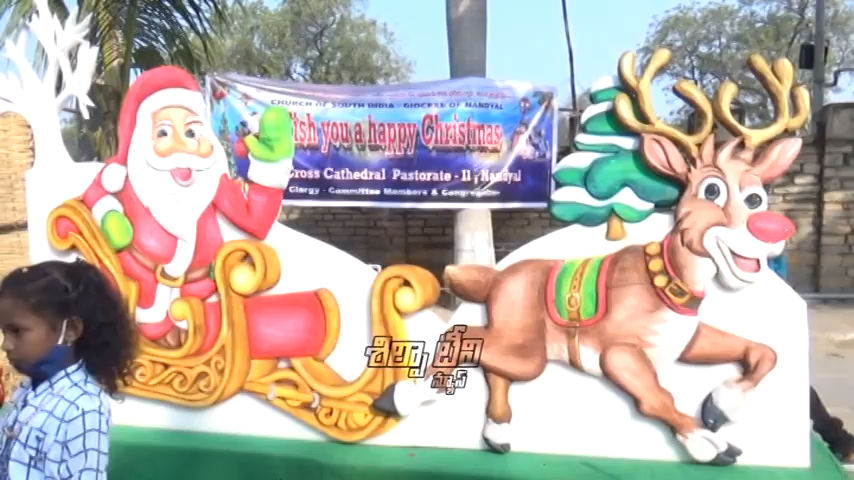 CHURCH OF SOUTH INDIA - DIOCESE OF NANDYAL
ish you a happy Christmas
Cross Cathedral Pastorate - II Nandyal
Clergy, Committee Members & Congregation
శిల్పా టీవీ
న్యూస్